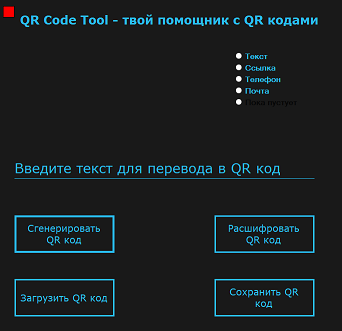 QR Code Tool - твой помощник с QR кодами
Текст
Ссылка
Телефон
Почта
Пока пустует
Введите текст для перевода в QR код
Сгенерировать
QR код
Расшифровать
QR код
Загрузить QR код
Сохранить QR
код